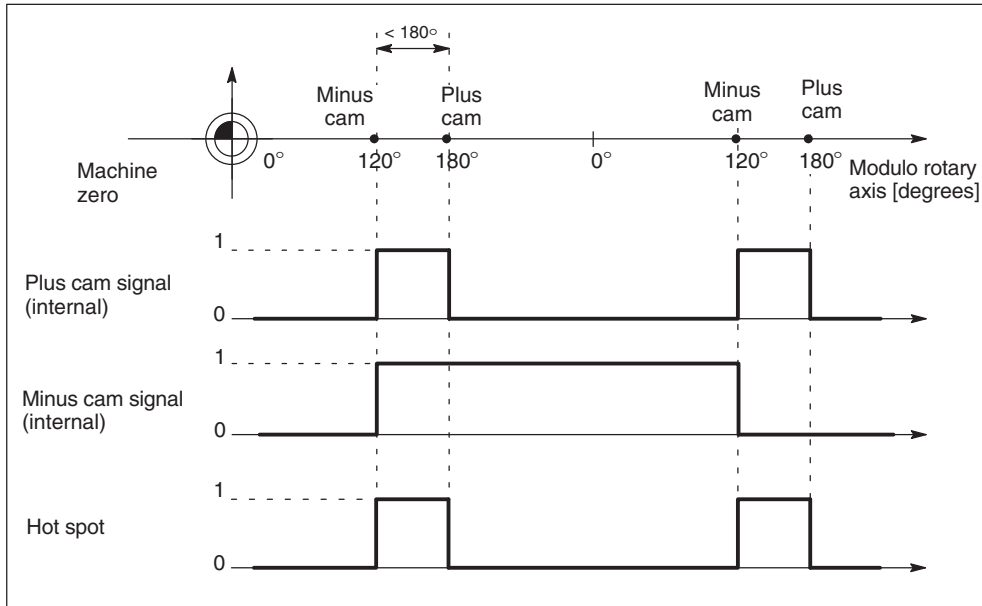 < 180°
Minus
cam
Plus
cam
Minus
cam
Plus
cam
Machine
zero
0°
120°
180°
0°
120°
180°
Modulo rotary
axis [degrees]
Plus cam signal
(internal)
1
0
Minus cam signal
(internal)
1
0
Hot spot
1
0